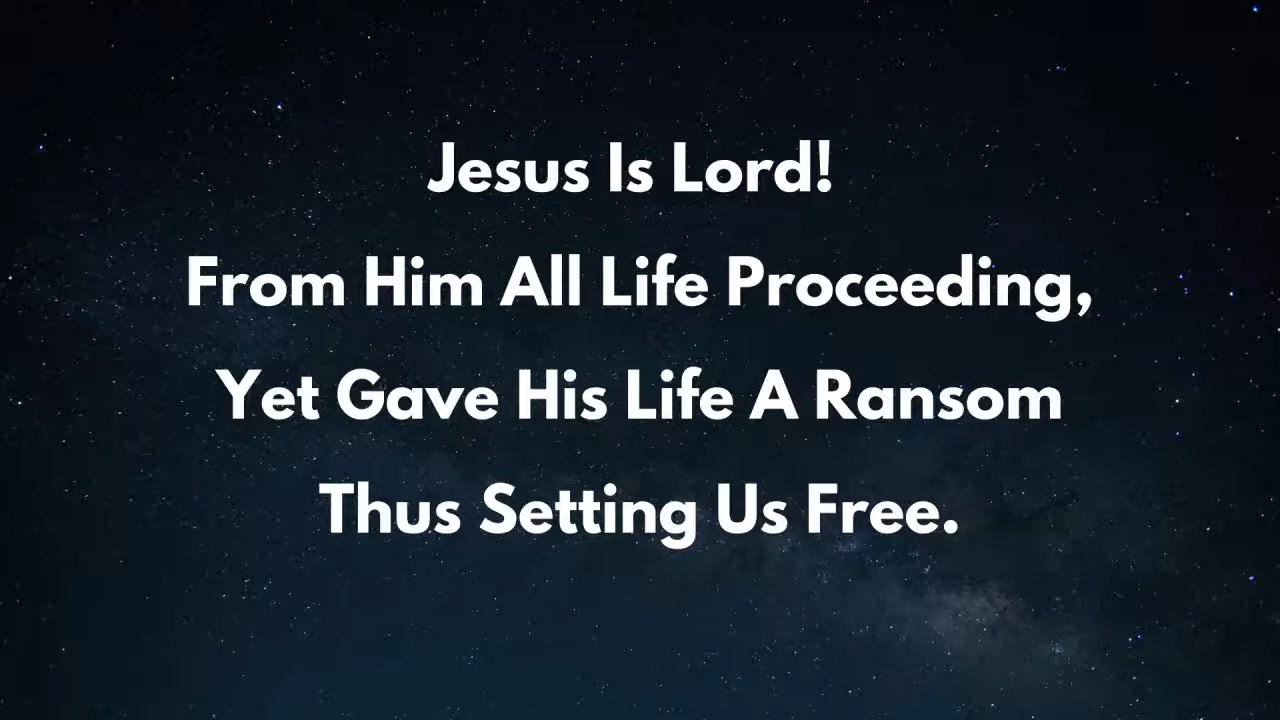 Jesus Is Lord!
From Him All Life Proceeding,
Yet Gave His Life A Ransom
Thus Setting Us Free.